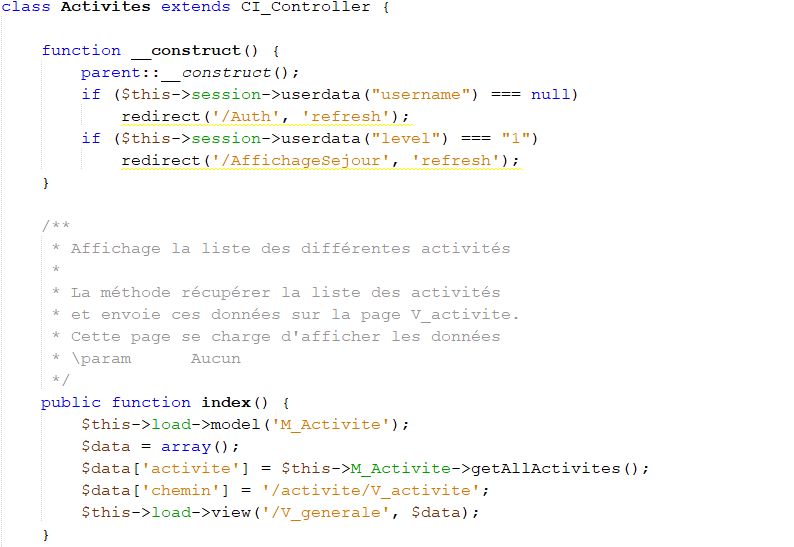 class Activites extends CI_Controller {
function __construct() {
parent::__construct();
if ($this->session->userdata("username") === null)
redirect('/Auth', 'refresh');
if ($this->session->userdata("level") === "1")
redirect('/AffichageSejour', 'refresh');
}
/**
* Affichage la liste des différentes activités
*
* La méthode récupérer la liste des activités
* et envoie ces données sur la page V_activite.
* Cette page se charge d'afficher les données
* \param      Aucun
*/
public function index() {
$this->load->model('M_Activite');
$data = array();
$data['activite'] = $this->M_Activite->getAllActivites();
$data['chemin'] = '/activite/V_activite';
$this->load->view('/V_generale', $data);
}